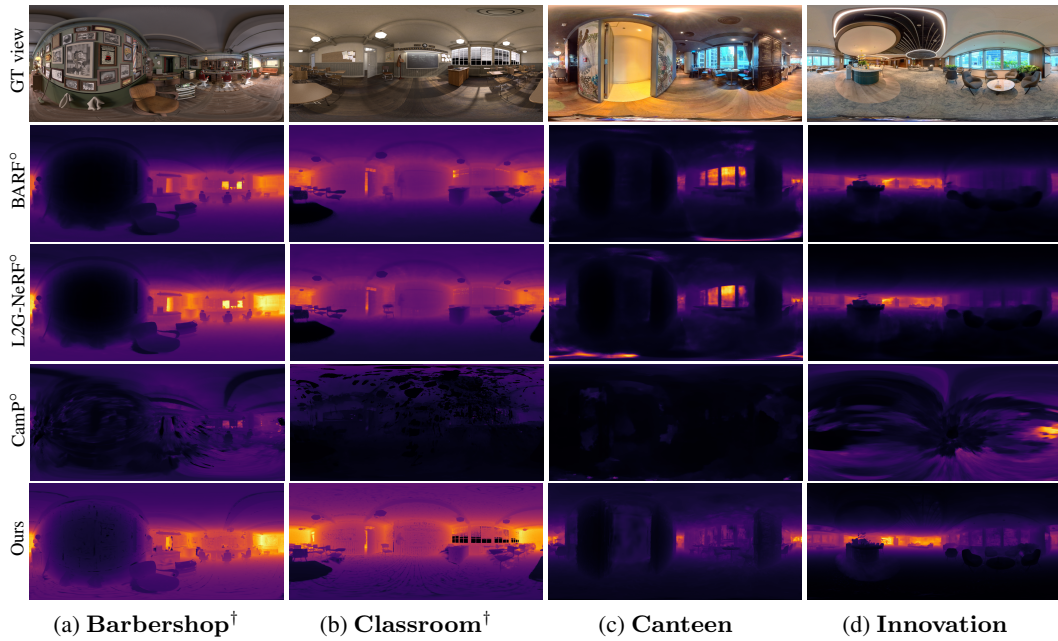 GT view
BARF°
L2G-NeRF°
CamP°
Ours
(a) Barbershop†
(b) Classroom†
(c) Canteen
(d) Innovation